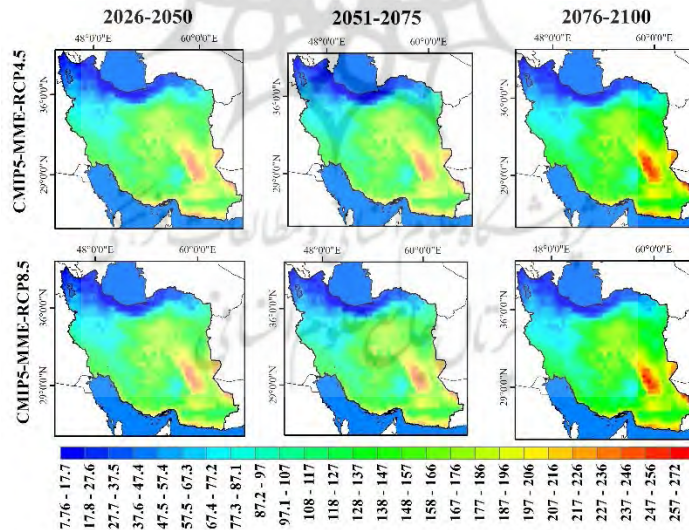 2026-2050 2051-2075 2076-2100
48°0'0"E 60°0'0"E 48°0'0"E 60°0'0"E 48°0'0"E 60°0'0"E
CMIP5-MME-RCP4.5
36°0'0"N 36°0'0"N 36°0'0"N
29°0'0"N 29°0'0"N 29°0'0"N
48°0'0"E 60°0'0"E 48°0'0"E 60°0'0"E 48°0'0"E 60°0'0"E
CMIP5-MME-RCP8.5
36°0'0"N 36°0'0"N 36°0'0"N
29°0'0"N 29°0'0"N 29°0'0"N
7.76 - 17.7
17.8 - 27.6
27.7 - 37.5
37.6 - 47.4
47.5 - 57.4
57.5 - 67.3
67.4 - 77.2
77.3 - 87.1
87.2 - 97
97.1 - 107
108 - 117
118 - 127
128 - 137
138 - 147
148 - 157
158 - 166
167 - 176
177 - 186
187 - 196
197 - 206
207 - 216
217 - 226
227 - 236
237 - 246
247 - 256
257 - 272